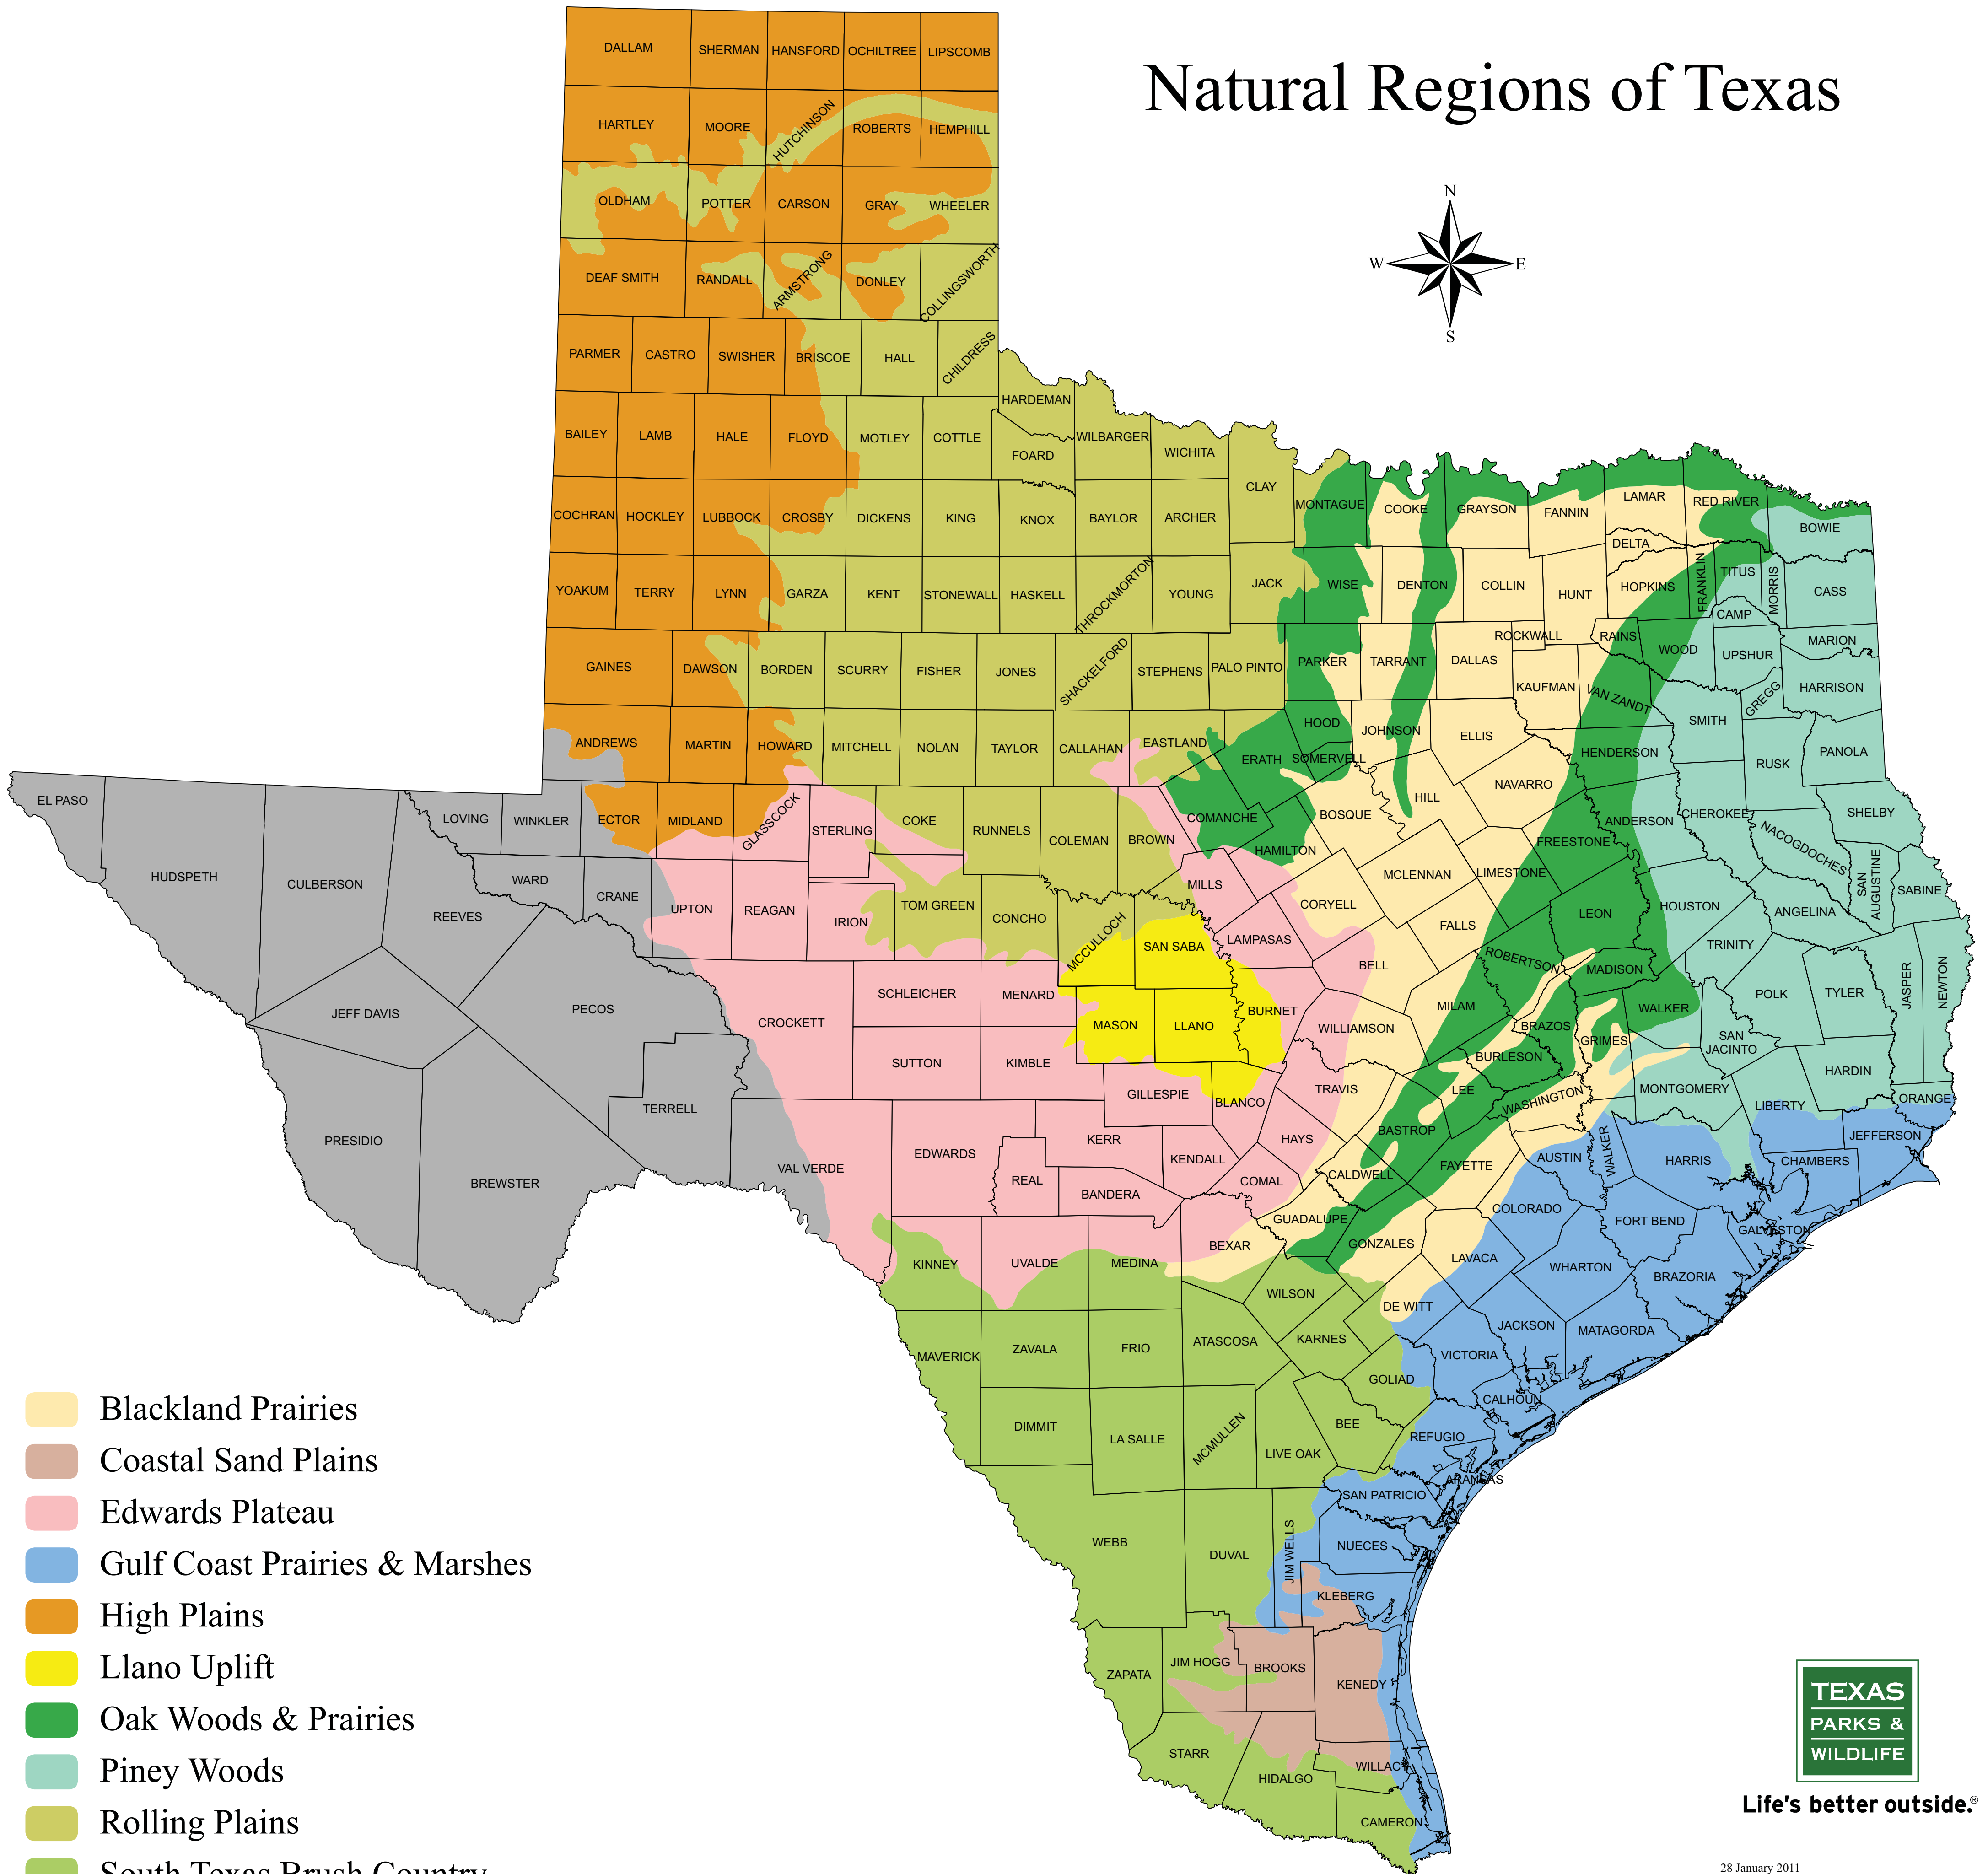 Natural Regions of Texas
N
W
E
S
DALLAM
SHERMAN
HANSFORD
OCHILTREE
LIPSCOMB
HARTLEY
MOORE
HUTCHINSON
ROBERTS
HEMPHILL
OLDHAM
POTTER
CARSON
GRAY
WHEELER
DEAF SMITH
RANDALL
ARMSTRONG
DONLEY
COLLINGSWORTH
PARMER
CASTRO
SWISHER
BRISCOE
HALL
CHILDRESS
HARDEMAN
BAILEY
LAMB
HALE
FLOYD
MOTLEY
COTTLE
FOARD
WILBARGER
WICHITA
CLAY
MONTAGUE
COOKE
GRAYSON
FANNIN
LAMAR
RED RIVER
BOWIE
COCHRAN
HOCKLEY
LUBBOCK
CROSBY
DICKENS
KING
KNOX
BAYLOR
ARCHER
DELTA
YOAKUM
TERRY
LYNN
GARZA
KENT
STONEWALL
HASKELL
THROCKMORTON
YOUNG
JACK
WISE
DENTON
COLLIN
HUNT
HOPKINS
FRANKLIN
TITUS
MORRIS
CASS
CAMP
GAINES
DAWSON
BORDEN
SCURRY
FISHER
JONES
SHACKELFORD
STEPHENS
PALO PINTO
PARKER
TARRANT
DALLAS
ROCKWALL
RAINS
WOOD
UPSHUR
MARION
KAUFMAN
VAN ZANDT
SMITH
GREGG
HARRISON
ANDREWS
MARTIN
HOWARD
MITCHELL
NOLAN
TAYLOR
CALLAHAN
EASTLAND
ERATH
HOOD
SOMERVELL
JOHNSON
ELLIS
HENDERSON
RUSK
PANOLA
EL PASO
HUDSPETH
CULBERSON
LOVING
WINKLER
ECTOR
MIDLAND
GLASSCOCK
STERLING
COKE
RUNNELS
COLEMAN
BROWN
COMANCHE
HAMILTON
BOSQUE
HILL
NAVARRO
FREESTONE
ANDERSON
CHEROKEE
NACOGDOCHES
SHELBY
SAN
AUGUSTINE
SABINE
REEVES
WARD
CRANE
UPTON
REAGAN
IRION
TOM GREEN
CONCHO
MCCULLOCH
SAN SABA
MILLS
LAMPASAS
CORYELL
MCLENNAN
LIMESTONE
FALLS
LEON
HOUSTON
TRINITY
ANGELINA
JEFF DAVIS
PECOS
CROCKETT
SCHLEICHER
MENARD
MASON
LLANO
BURNET
BELL
WILLIAMSON
MILAM
ROBERTSON
MADISON
WALKER
BRAZOS
GRIMES
SAN
JACINTO
POLK
TYLER
JASPER
NEWTON
SUTTON
KIMBLE
GILLESPIE
BLANCO
TRAVIS
LEE
BURLESON
WASHINGTON
MONTGOMERY
LIBERTY
HARDIN
ORANGE
PRESIDIO
BREWSTER
TERRELL
VAL VERDE
EDWARDS
KERR
REAL
KENDALL
BANDERA
HAYS
COMAL
BASTROP
CALDWELL
FAYETTE
AUSTIN
WALKER
HARRIS
CHAMBERS
JEFFERSON
KINNEY
UVALDE
MEDINA
BEXAR
GUADALUPE
GONZALES
LAVACA
COLORADO
FORT BEND
GALVESTON
WHARTON
BRAZORIA
MAVERICK
ZAVALA
FRIO
ATASCOSA
WILSON
KARNES
DE WITT
JACKSON
MATAGORDA
VICTORIA
GOLIAD
CALHOUN
DIMMIT
LA SALLE
MCMULLEN
LIVE OAK
BEE
REFUGIO
ARANSAS
SAN PATRICIO
WEBB
DUVAL
JIM WELLS
NUECES
KLEBERG
ZAPATA
JIM HOGG
BROOKS
KENEDY
STARR
HIDALGO
WILLACY
CAMERON
Blackland Prairies
Coastal Sand Plains
Edwards Plateau
Gulf Coast Prairies & Marshes
High Plains
Llano Uplift
Oak Woods & Prairies
Piney Woods
Rolling Plains
South Texas Brush Country
TEXAS
PARKS &
WILDLIFE
Life's better outside.®
28 January 2011